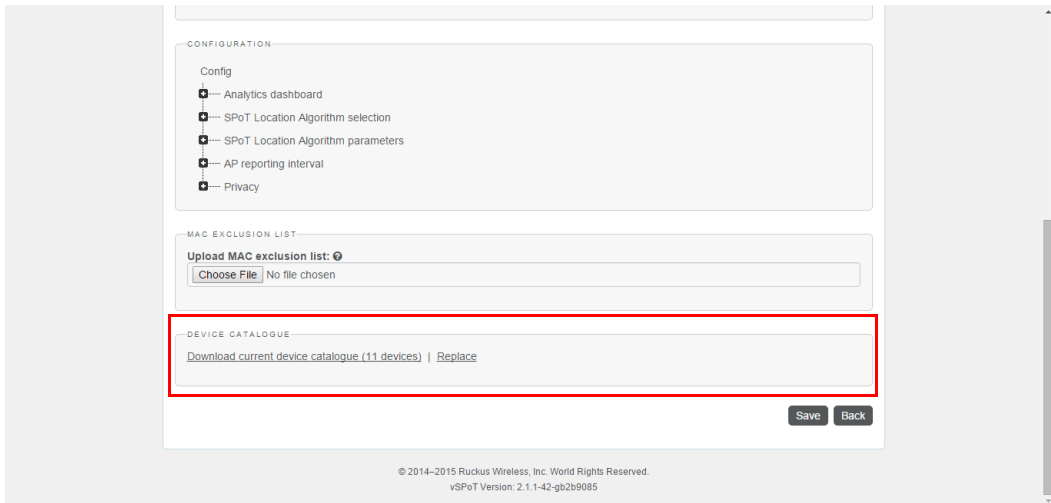 CONFIGURATION
Config
Analytics dashboard
SPoT Location Algorithm selection
SPoT Location Algorithm parameters
AP reporting interval
Privacy
MAC EXCLUSION LIST
Upload MAC exclusion list:
Choose File No file chosen
DEVICE CATALOGUE
Download current device catalogue (11 devices) | Replace
Save Back
© 2014–2015 Ruckus Wireless, Inc. World Rights Reserved.
vSPoT Version: 2.1.1-42-gb2b9085